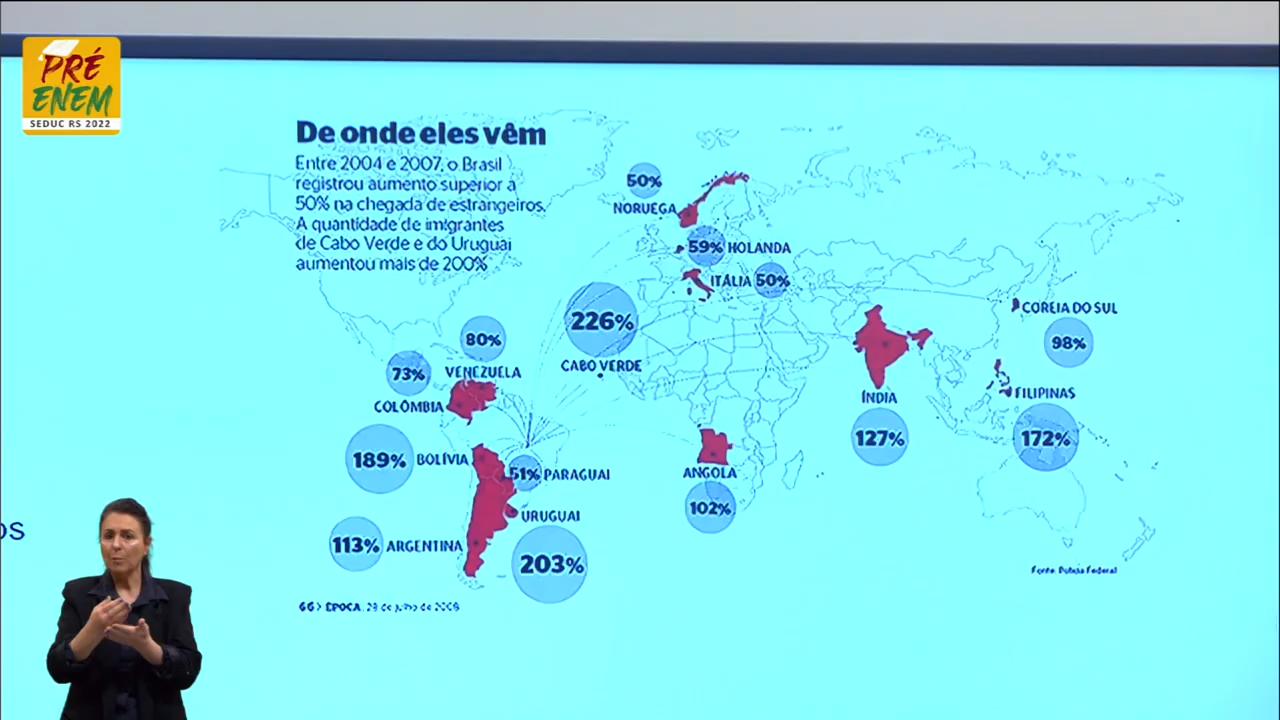 PRÉ
ENEM
SEDUC RS 2022
De onde eles vêm
Entre 2004 e 2007, o Brasil
registrou aumento superior a
50% na chegada de estrangeiros.
A quantidade de imigrantes
de Cabo Verde e do Uruguai
aumentou mais de 200%
50%
NORUEGA
59% HOLANDA
ITÁLIA 50%
226%
CABO VERDE
80%
VENEZUELA
73%
COLÔMBIA
189% BOLÍVIA
51% PARAGUAI
URUGUAI
203%
113% ARGENTINA
ANGOLA
102%
ÍNDIA
127%
COREIA DO SUL
98%
FILIPINAS
172%
Fonte: Polícia Federal
66 > ÉPOCA, 28 de julho de
os